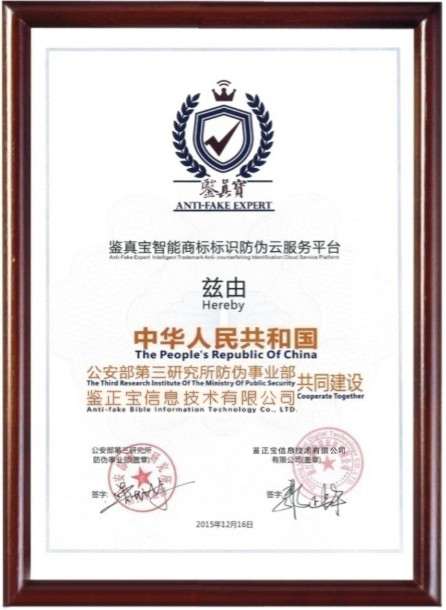 鑒真寶
ANTI-FAKE EXPERT
鉴真宝智能商标标识防伪云服务平台
Anti-Fake Expert Intelligent Trademark Anti- counterfeiting Identification Cloud Service Platform
兹由
Hereby
中华人民共和国
The People's Republic Of China
公安部第三研究所防伪事业部
The Third Research Institute Of The Ministry Of Public Security
鉴正宝信息技术有限公司
Anti-fake Bible Information Technology Co., LTD.
共同建设
Cooperate Together
公安部第三研究所
防伪事业部(盖章)
签字:
鉴正宝信息技术有限公司
有限公司(盖章)
签字:
2015年12月16日